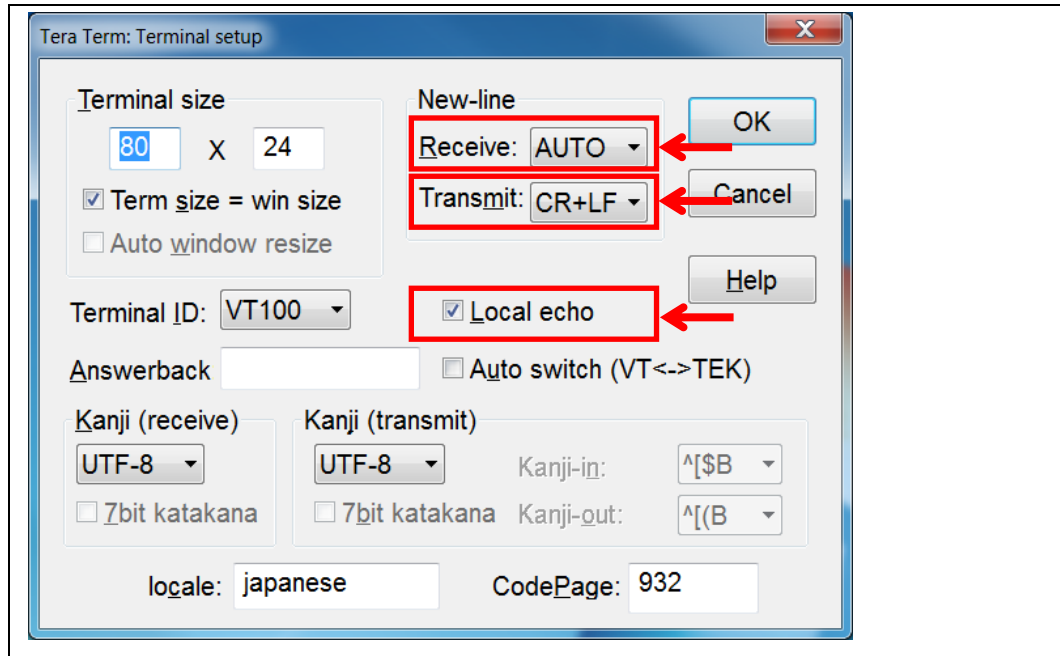 Tera Term: Terminal setup
Terminal size
80 X 24
Term size = win size
Auto window resize
New-line
Receive: AUTO
Transmit: CR+LF
OK
Cancel
Help
Terminal ID: VT100
Local echo
Answerback
Auto switch (VT<->TEK)
Kanji (receive)
UTF-8
7bit katakana
Kanji (transmit)
UTF-8
7bit katakana
Kanji-in: ^[$B
Kanji-out: ^[(B
locale: japanese
CodePage: 932